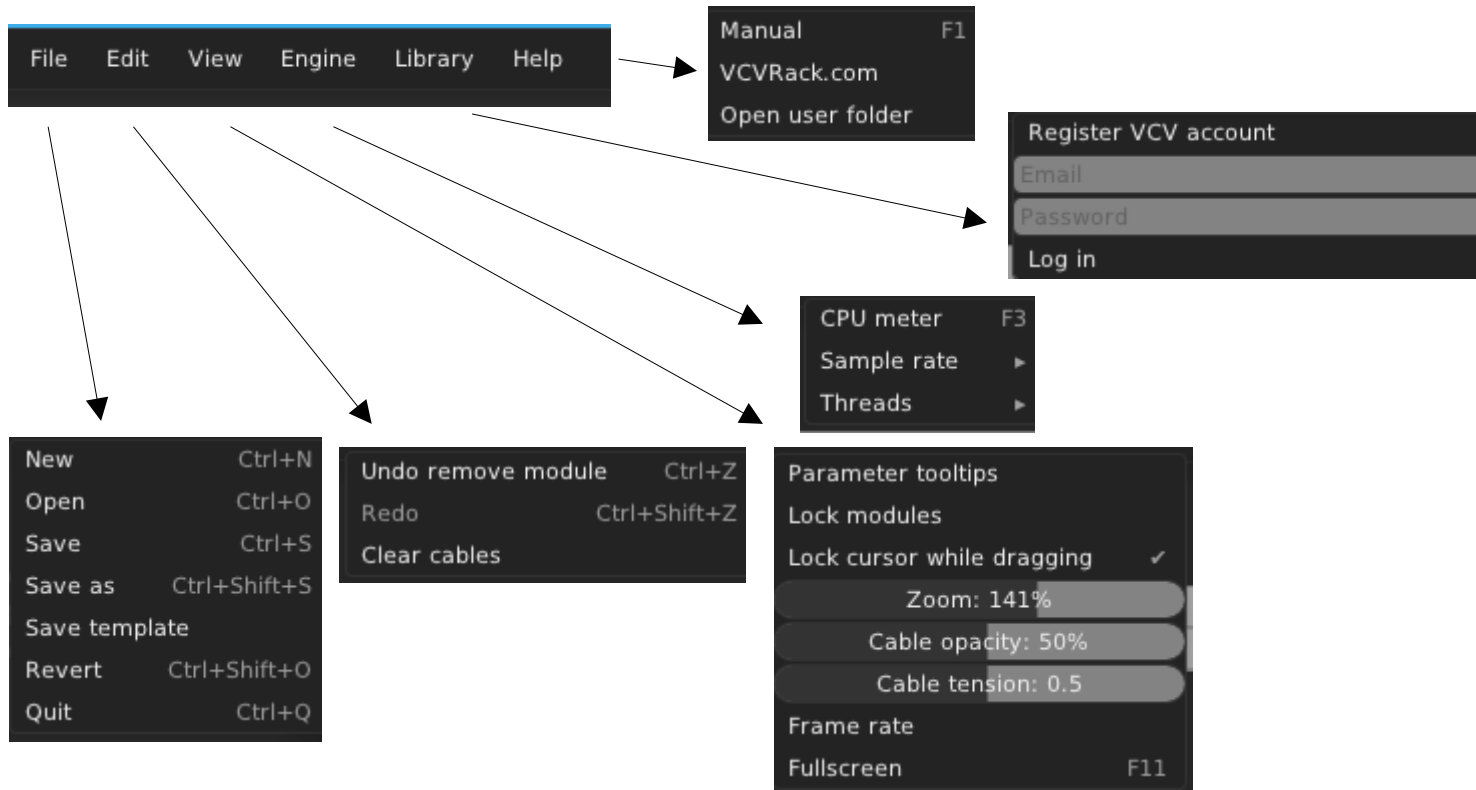 File Edit View Engine Library Help
Manual F1
VCVRack.com
Open user folder
Register VCV account
Email
Password
Log in
CPU meter F3
Sample rate ▸
Threads ▸
New Ctrl+N
Open Ctrl+O
Save Ctrl+S
Save as Ctrl+Shift+S
Save template
Revert Ctrl+Shift+O
Quit Ctrl+Q
Undo remove module Ctrl+Z
Redo Ctrl+Shift+Z
Clear cables
Parameter tooltips
Lock modules
Lock cursor while dragging ✔
Zoom: 141%
Cable opacity: 50%
Cable tension: 0.5
Frame rate
Fullscreen F11